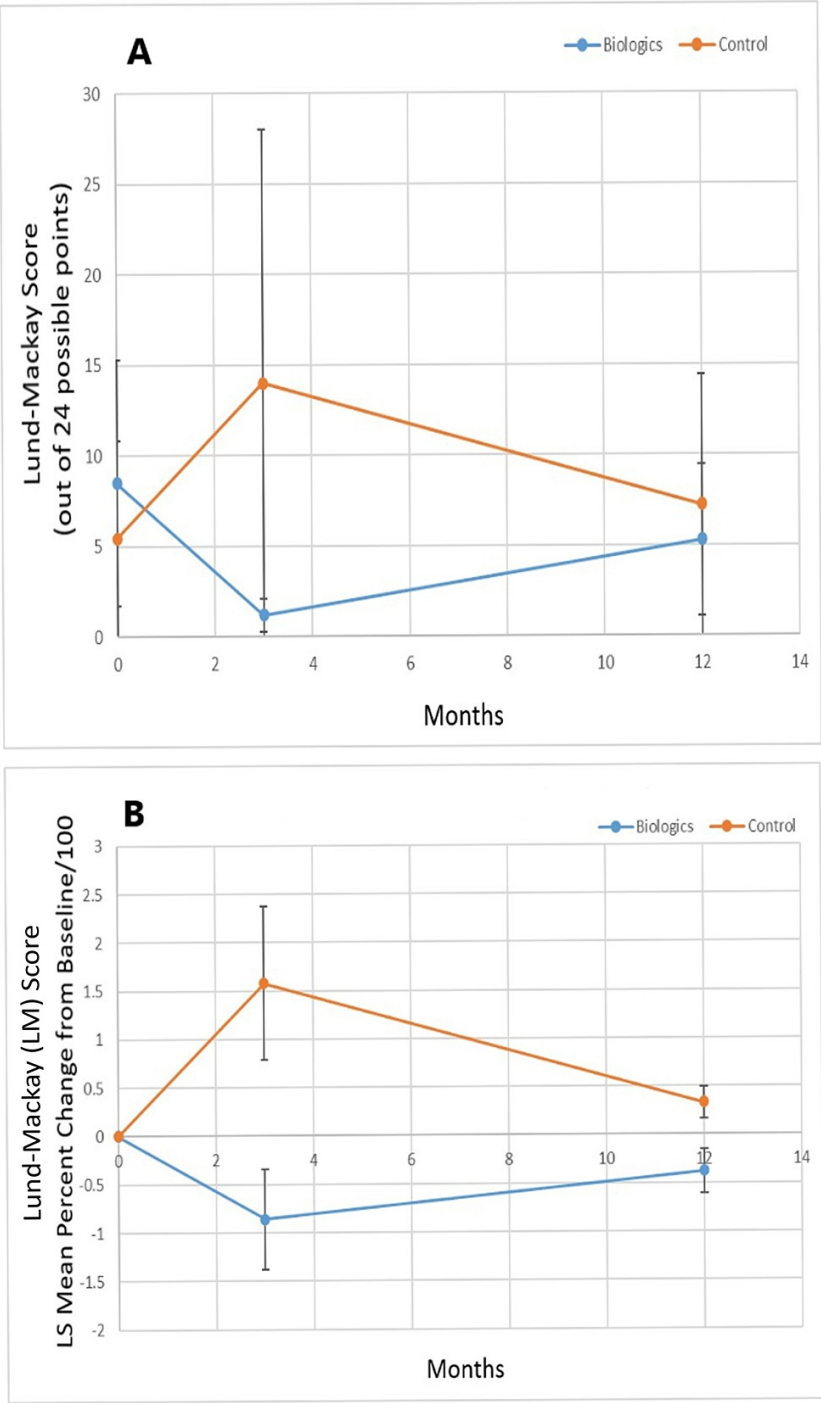 A
Biologics
Control
Lund-Mackay Score
(out of 24 possible points)
30
25
20
15
10
5
0
0 2 4 6 8 10 12 14
Months
B
Biologics
Control
Lund-Mackay (LM) Score
LS Mean Percent Change from Baseline/100
3
2.5
2
1.5
1
0.5
0
-0.5
-1
-1.5
-2
0 2 4 6 8 10 12 14
Months